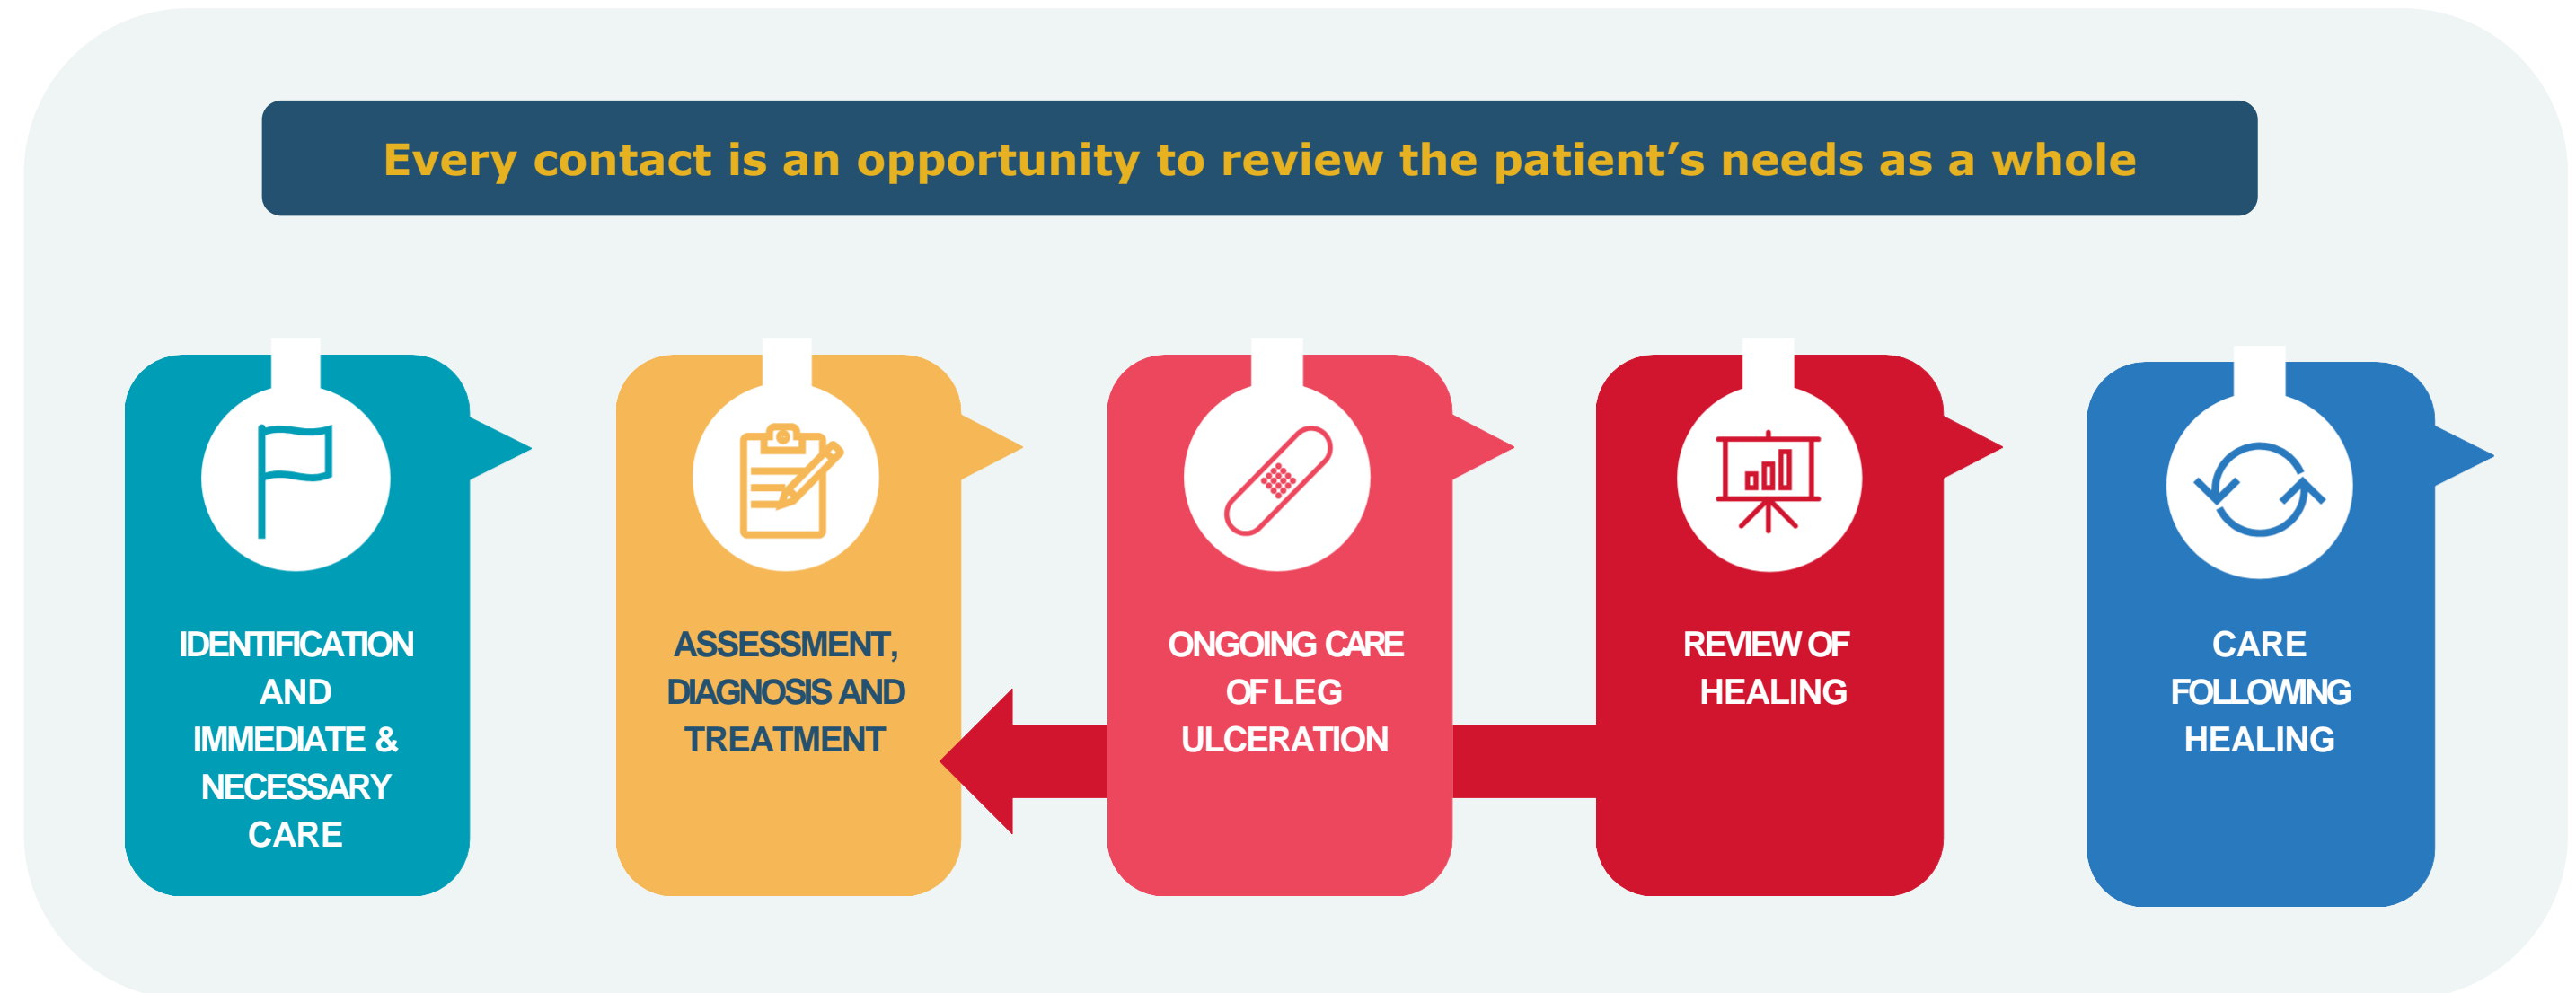 Every contact is an opportunity to review the patient’s needs as a whole
IDENTIFICATION
AND
IMMEDIATE &
NECESSARY
CARE
ASSESSMENT,
DIAGNOSIS AND
TREATMENT
ONGOING CARE
OF LEG
ULCERATION
REVIEW OF
HEALING
CARE
FOLLOWING
HEALING